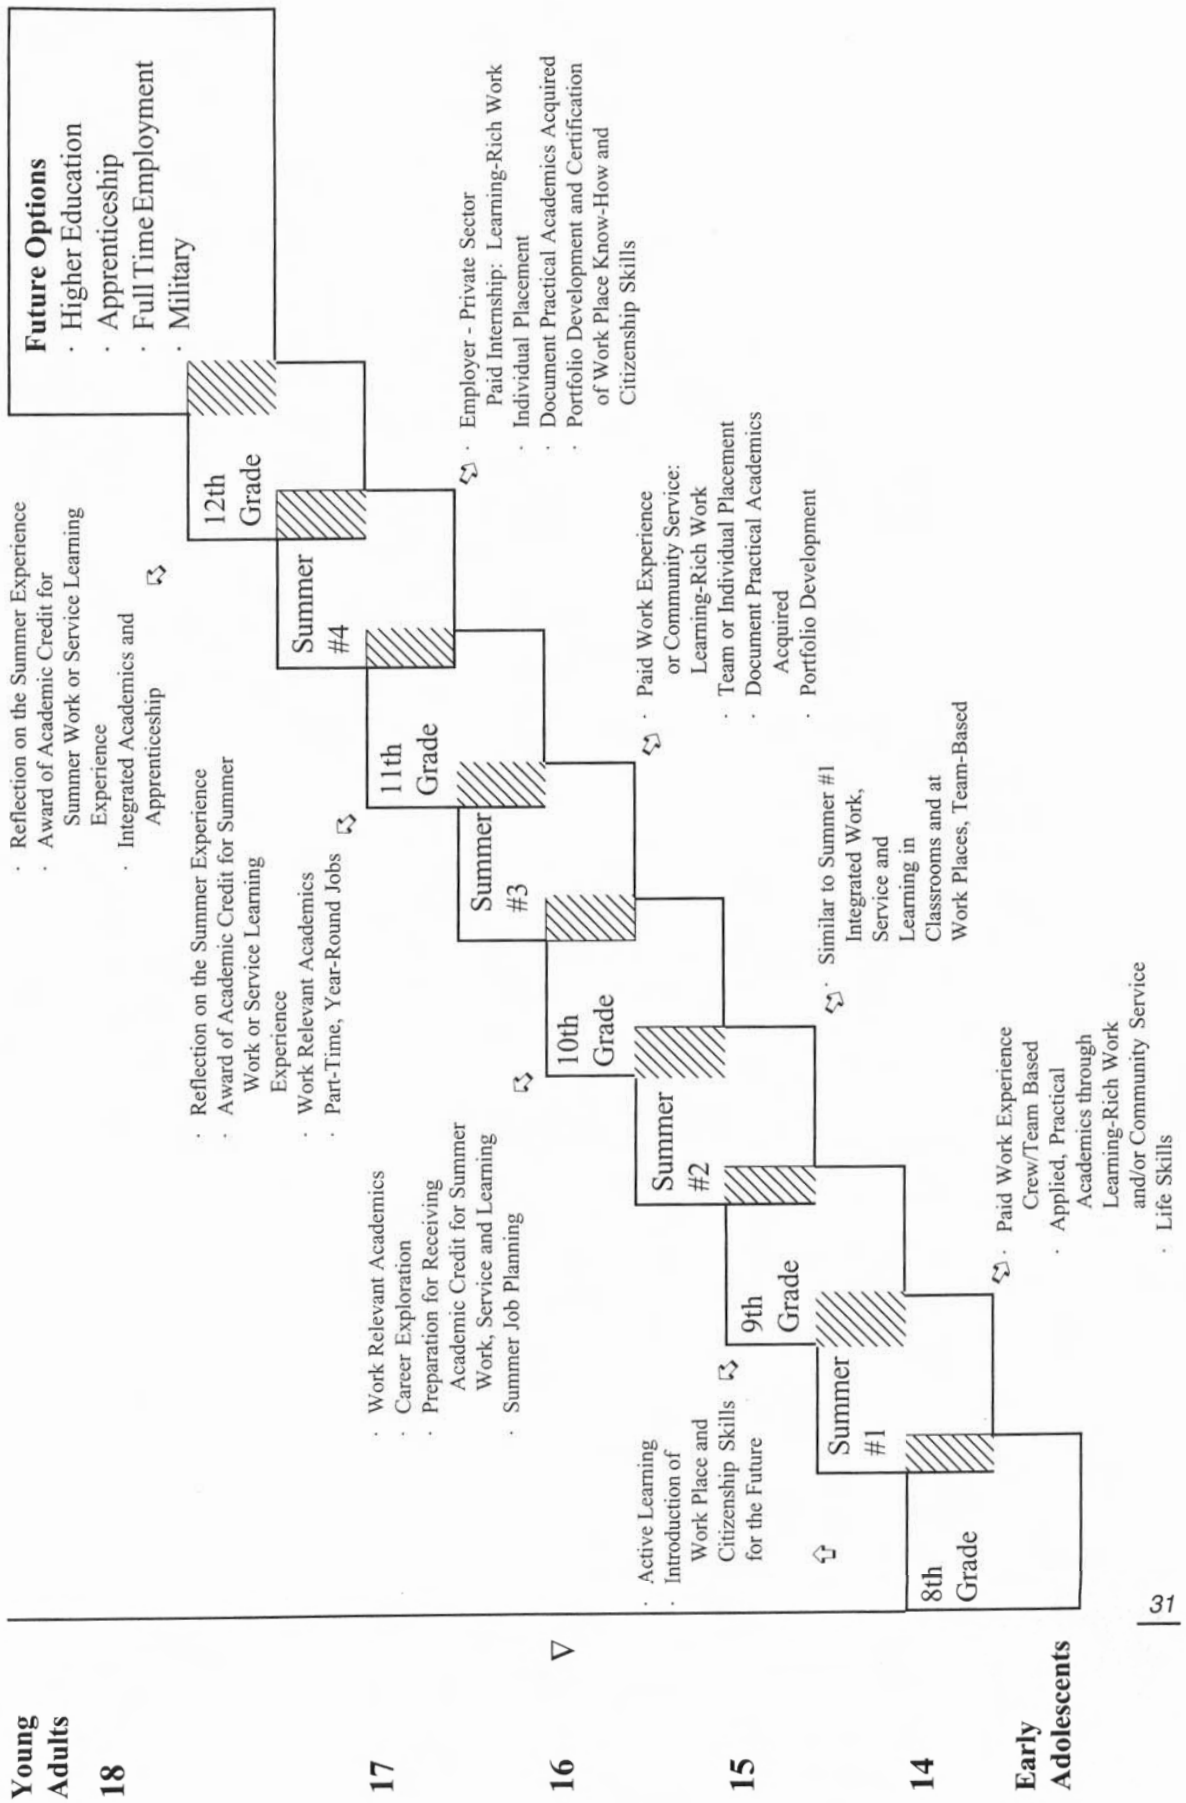 Young
Adults
18
17
16
15
14
Early
Adolescents
Future Options
· Higher Education
· Apprenticeship
· Full Time Employment
· Military
· Reflection on the Summer Experience
· Award of Academic Credit for
Summer Work or Service Learning
Experience
· Integrated Academics and
Apprenticeship
12th
Grade
Summer
#4
· Employer - Private Sector
Paid Internship: Learning-Rich Work
· Individual Placement
· Document Practical Academics Acquired
· Portfolio Development and Certification
of Work Place Know-How and
Citizenship Skills
· Reflection on the Summer Experience
· Award of Academic Credit for Summer
Work or Service Learning
Experience
· Work Relevant Academics
· Part-Time, Year-Round Jobs
11th
Grade
Summer
#3
· Paid Work Experience
or Community Service:
Learning-Rich Work
· Team or Individual Placement
· Document Practical Academics
Acquired
· Portfolio Development
· Work Relevant Academics
· Career Exploration
· Preparation for Receiving
Academic Credit for Summer
Work, Service and Learning
· Summer Job Planning
10th
Grade
Summer
#2
· Similar to Summer #1
Integrated Work,
Service and
Learning in
Classrooms and at
Work Places, Team-Based
· Active Learning
· Introduction of
Work Place and
Citizenship Skills
for the Future
9th
Grade
Summer
#1
· Paid Work Experience
Crew/Team Based
· Applied, Practical
Academics through
Learning-Rich Work
and/or Community Service
· Life Skills
8th
Grade
31